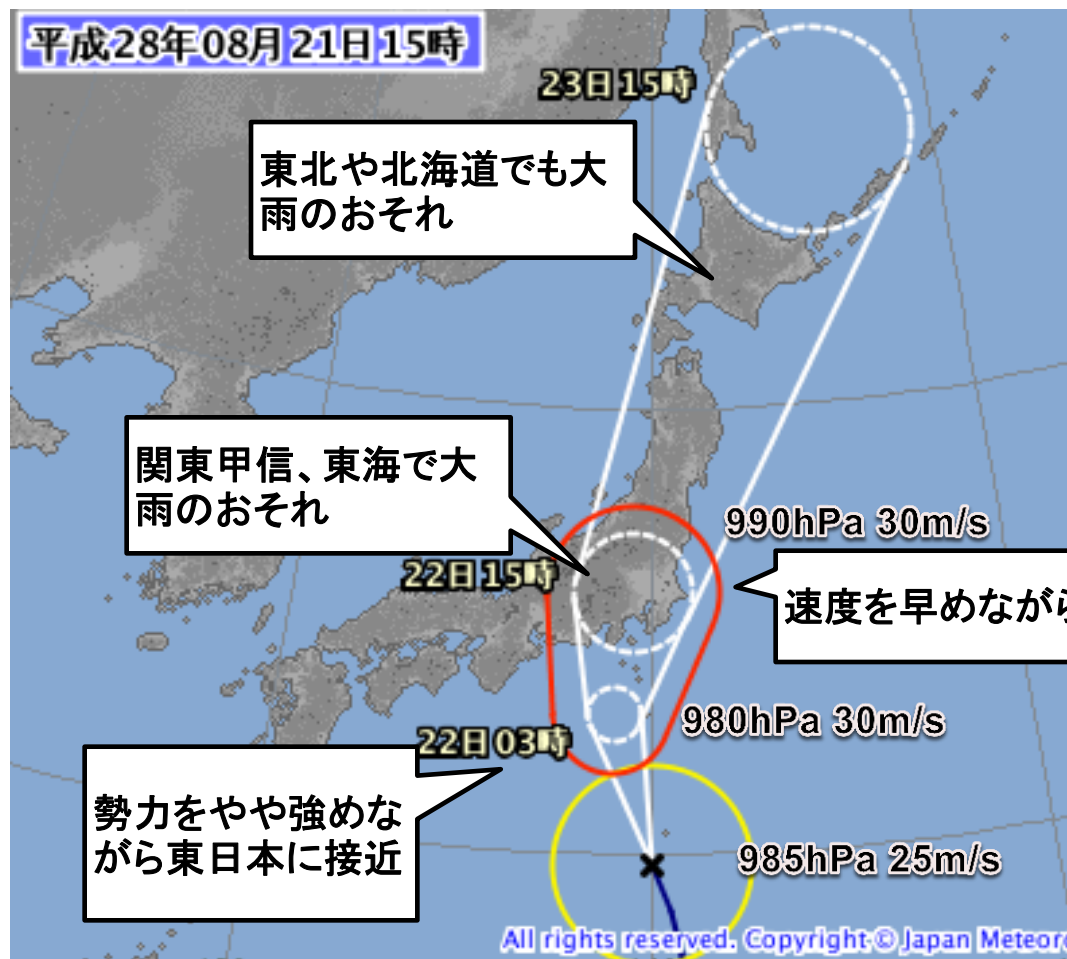 平成28年08月21日15時
23日15時
東北や北海道でも大
雨のおそれ
関東甲信、東海で大
雨のおそれ
990hPa 30m/s
22日15時
速度を早めながら
980hPa 30m/s
22日03時
勢力をやや強めな
がら東日本に接近
985hPa 25m/s
All rights reserved. Copyright © Japan Meteoro